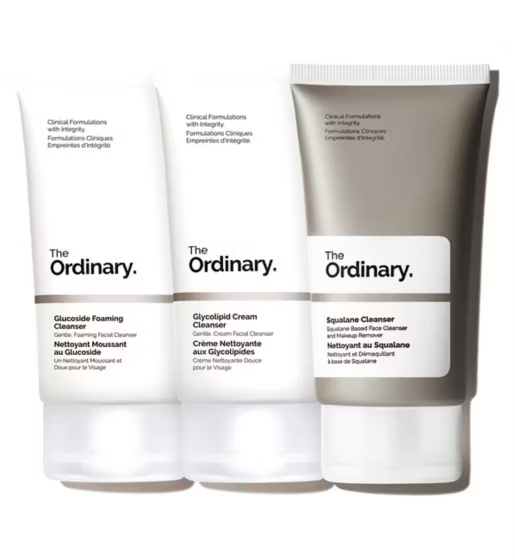 Clinical Formulations
with Integrity.
Formulations Cliniques
Empreintes d'Intégrité.
The
Ordinary.
Glucoside Foaming
Cleanser
Gentle, Foaming Facial Cleanser
Nettoyant Moussant
au Glucoside
Un Nettoyant Moussant et
Doux pour le Visage
Clinical Formulations
with Integrity.
Formulations Cliniques
Empreintes d'Intégrité.
The
Ordinary.
Glycolipid Cream
Cleanser
Gentle, Cream Facial Cleanser
Crème Nettoyante
aux Glycolipides
Crème Nettoyante Douce
pour le Visage
Clinical Formulations
with Integrity.
Formulations Cliniques
Empreintes d'Intégrité.
The
Ordinary.
Squalane Cleanser
Squalane Based Face Cleanser
and Makeup Remover
Nettoyant au Squalane
Nettoyant et Démaquillant
à base de Squalane